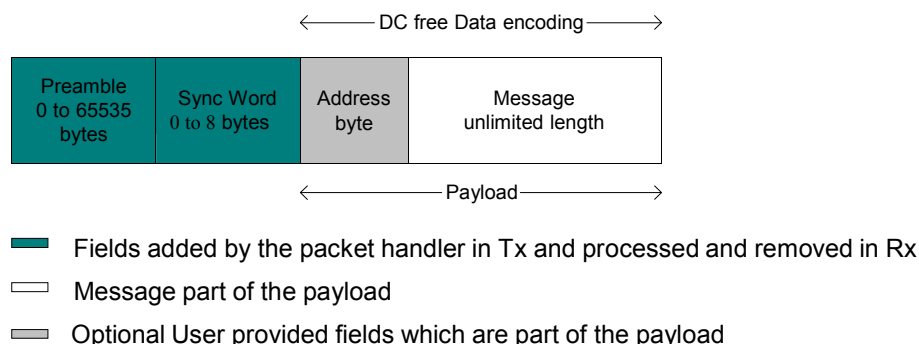 DC free Data encoding
Preamble
0 to 65535
bytes
Sync Word
0 to 8 bytes
Address
byte
Message
unlimited length
Payload
Fields added by the packet handler in Tx and processed and removed in Rx
Message part of the payload
Optional User provided fields which are part of the payload